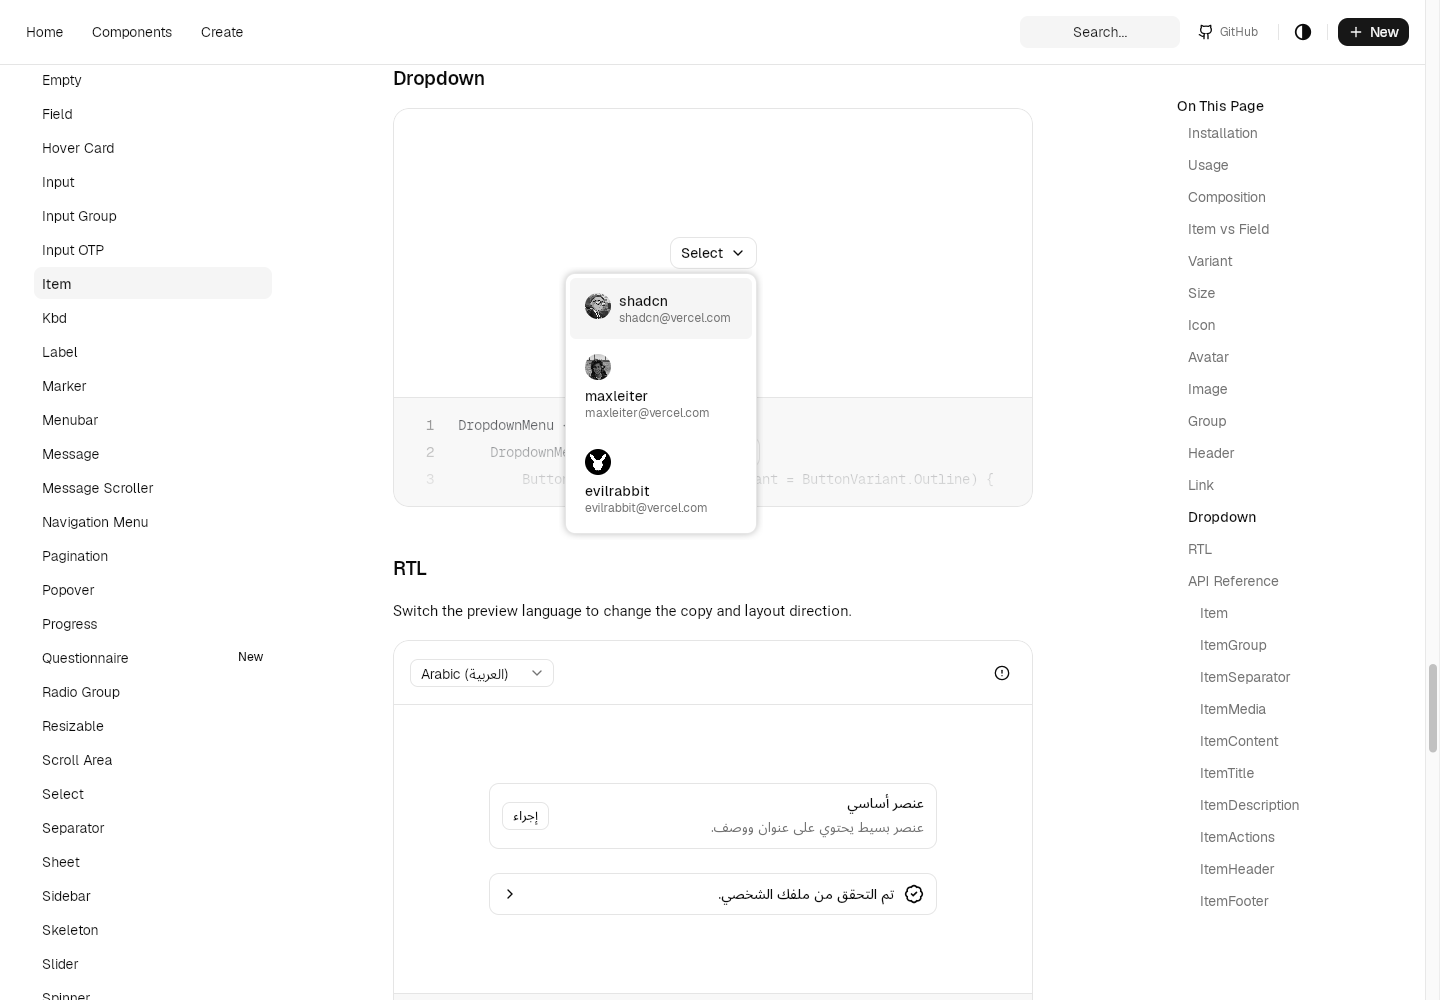 Home
Components
Create
Search...
GitHub
New
Empty
Field
Hover Card
Input
Input Group
Input OTP
Item
Kbd
Label
Marker
Menubar
Message
Message Scroller
Navigation Menu
Pagination
Popover
Progress
Questionnaire New
Radio Group
Resizable
Scroll Area
Select
Separator
Sheet
Sidebar
Skeleton
Slider
Spinner
Dropdown
Select
shadcn
shadcn@vercel.com
maxleiter
maxleiter@vercel.com
evilrabbit
evilrabbit@vercel.com
1 DropdownMenu
2
3 = ButtonVariant.Outline) {
RTL
Switch the preview language to change the copy and layout direction.
Arabic (العربية)
عنصر أساسي
عنصر بسيط يحتوي على عنوان ووصف.
إجراء
تم التحقق من ملفك الشخصي.
On This Page
Installation
Usage
Composition
Item vs Field
Variant
Size
Icon
Avatar
Image
Group
Header
Link
Dropdown
RTL
API Reference
Item
ItemGroup
ItemSeparator
ItemMedia
ItemContent
ItemTitle
ItemDescription
ItemActions
ItemHeader
ItemFooter